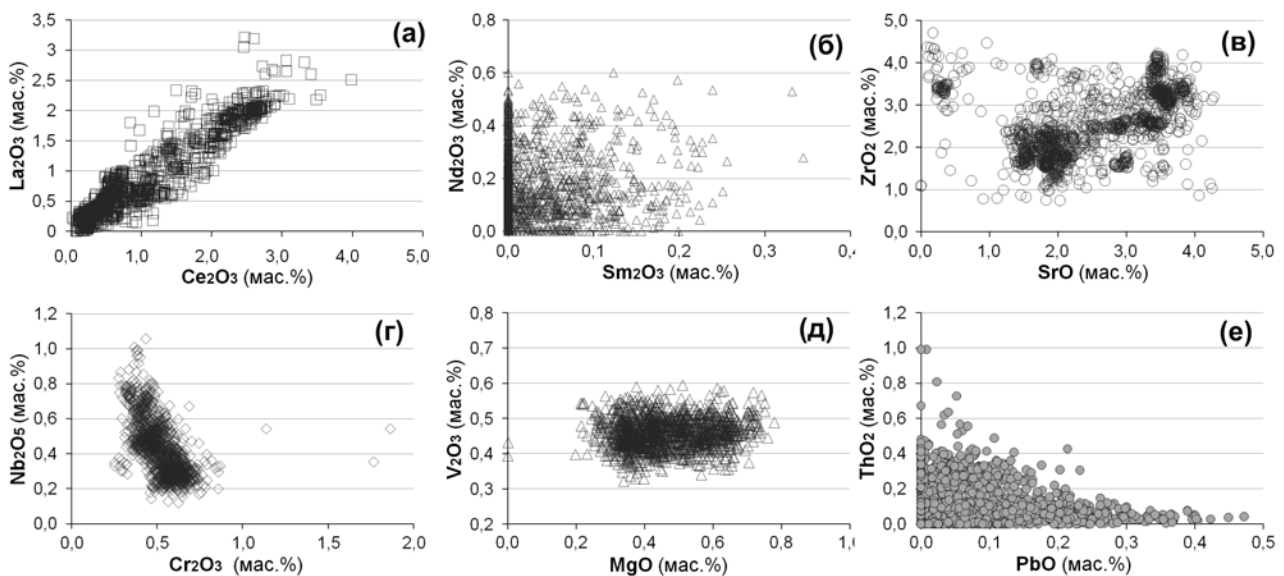 (а)
La2O3 (мас.%)
3,5
3
2,5
2
1,5
1
0,5
0
0,0 1,0 2,0 3,0 4,0 5,0
Ce2O3 (мас.%)
(б)
Nd2O3 (мас.%)
0,8
0,6
0,4
0,2
0,0
0,0 0,1 0,2 0,3 0,4
Sm2O3 (мас.%)
(в)
ZrO2 (мас.%)
5,0
4,0
3,0
2,0
1,0
0,0
0,0 1,0 2,0 3,0 4,0 5,0
SrO (мас.%)
(г)
Nb2O5 (мас.%)
1,2
1,0
0,8
0,6
0,4
0,2
0,0
0,0 0,5 1,0 1,5 2,0
Cr2O3 (мас.%)
(д)
V2O3 (мас.%)
0,8
0,7
0,6
0,5
0,4
0,3
0,2
0,0 0,2 0,4 0,6 0,8 1,0
MgO (мас.%)
(е)
ThO2 (мас.%)
1,2
1,0
0,8
0,6
0,4
0,2
0,0
0,0 0,1 0,2 0,3 0,4 0,5
PbO (мас.%)